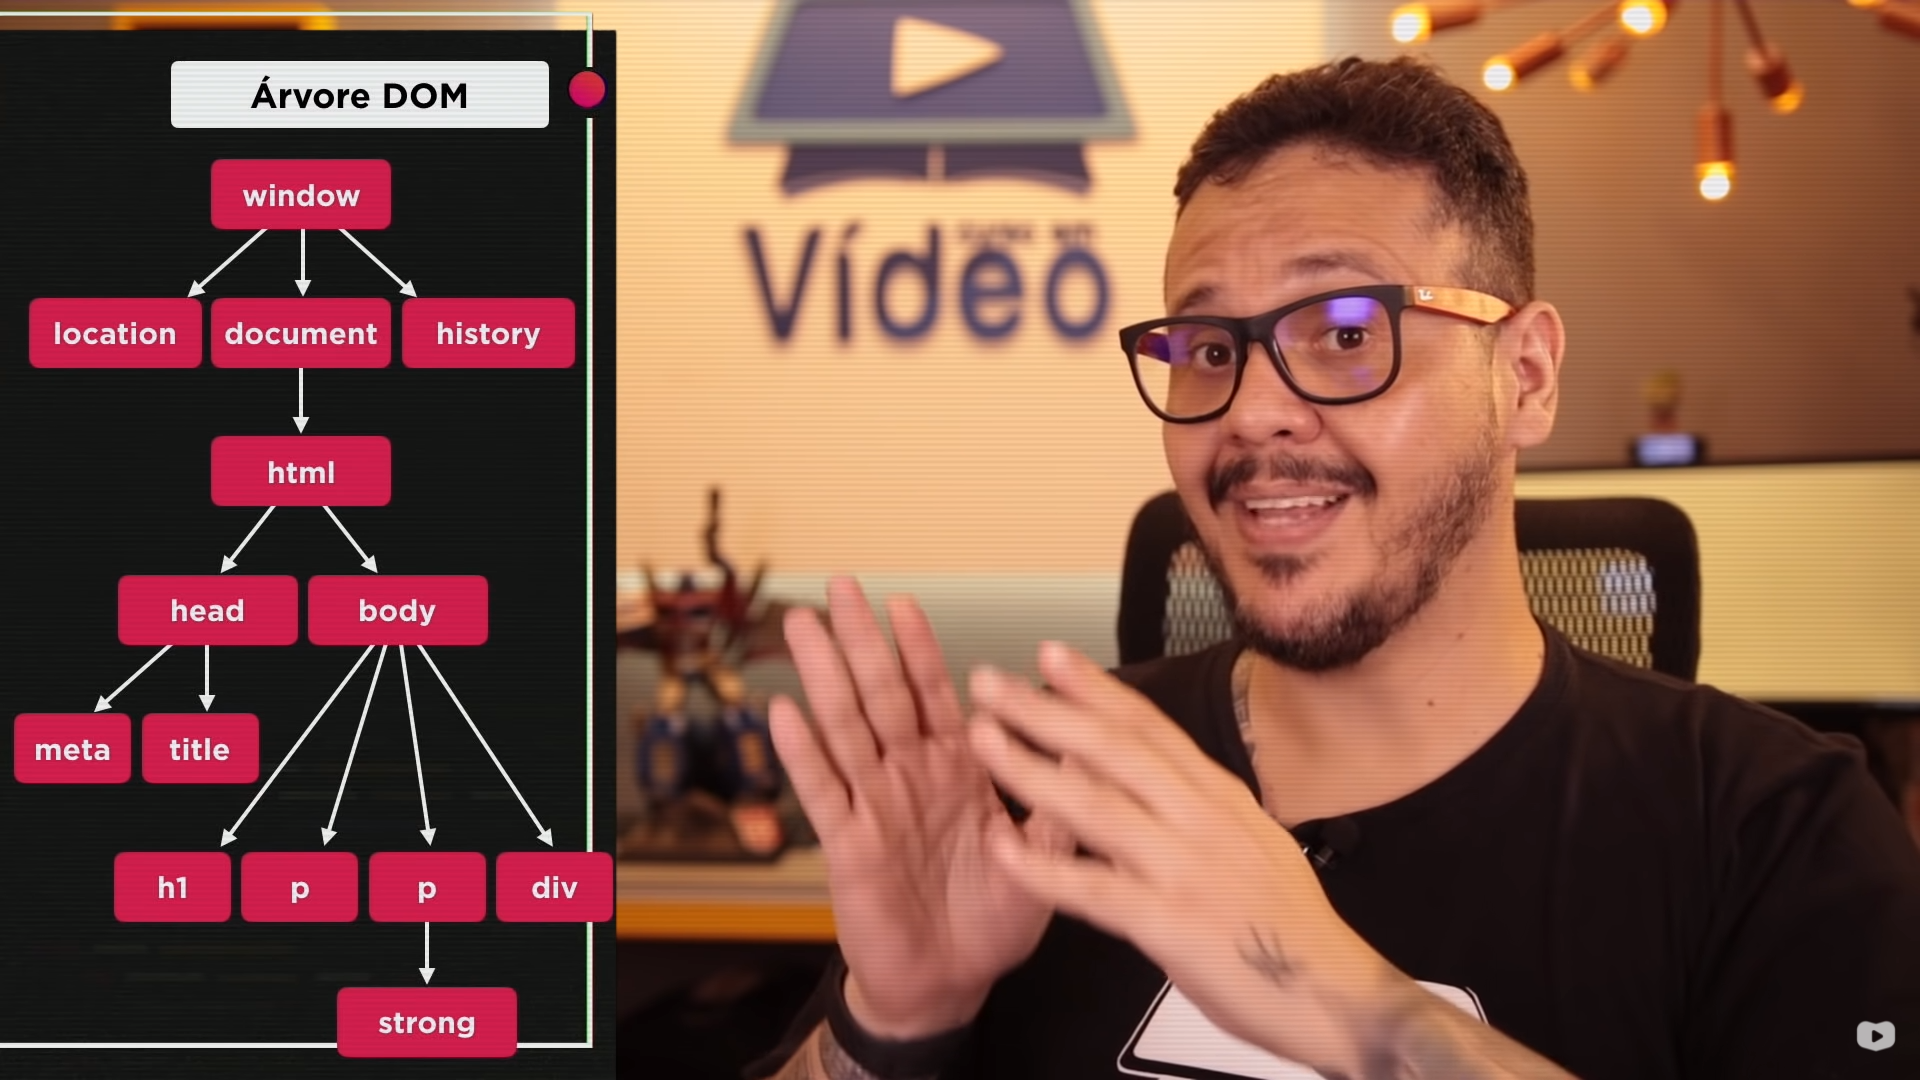 Árvore DOM
window
location
document
history
html
head
body
meta
title
h1
p
p
div
strong
Vídeo